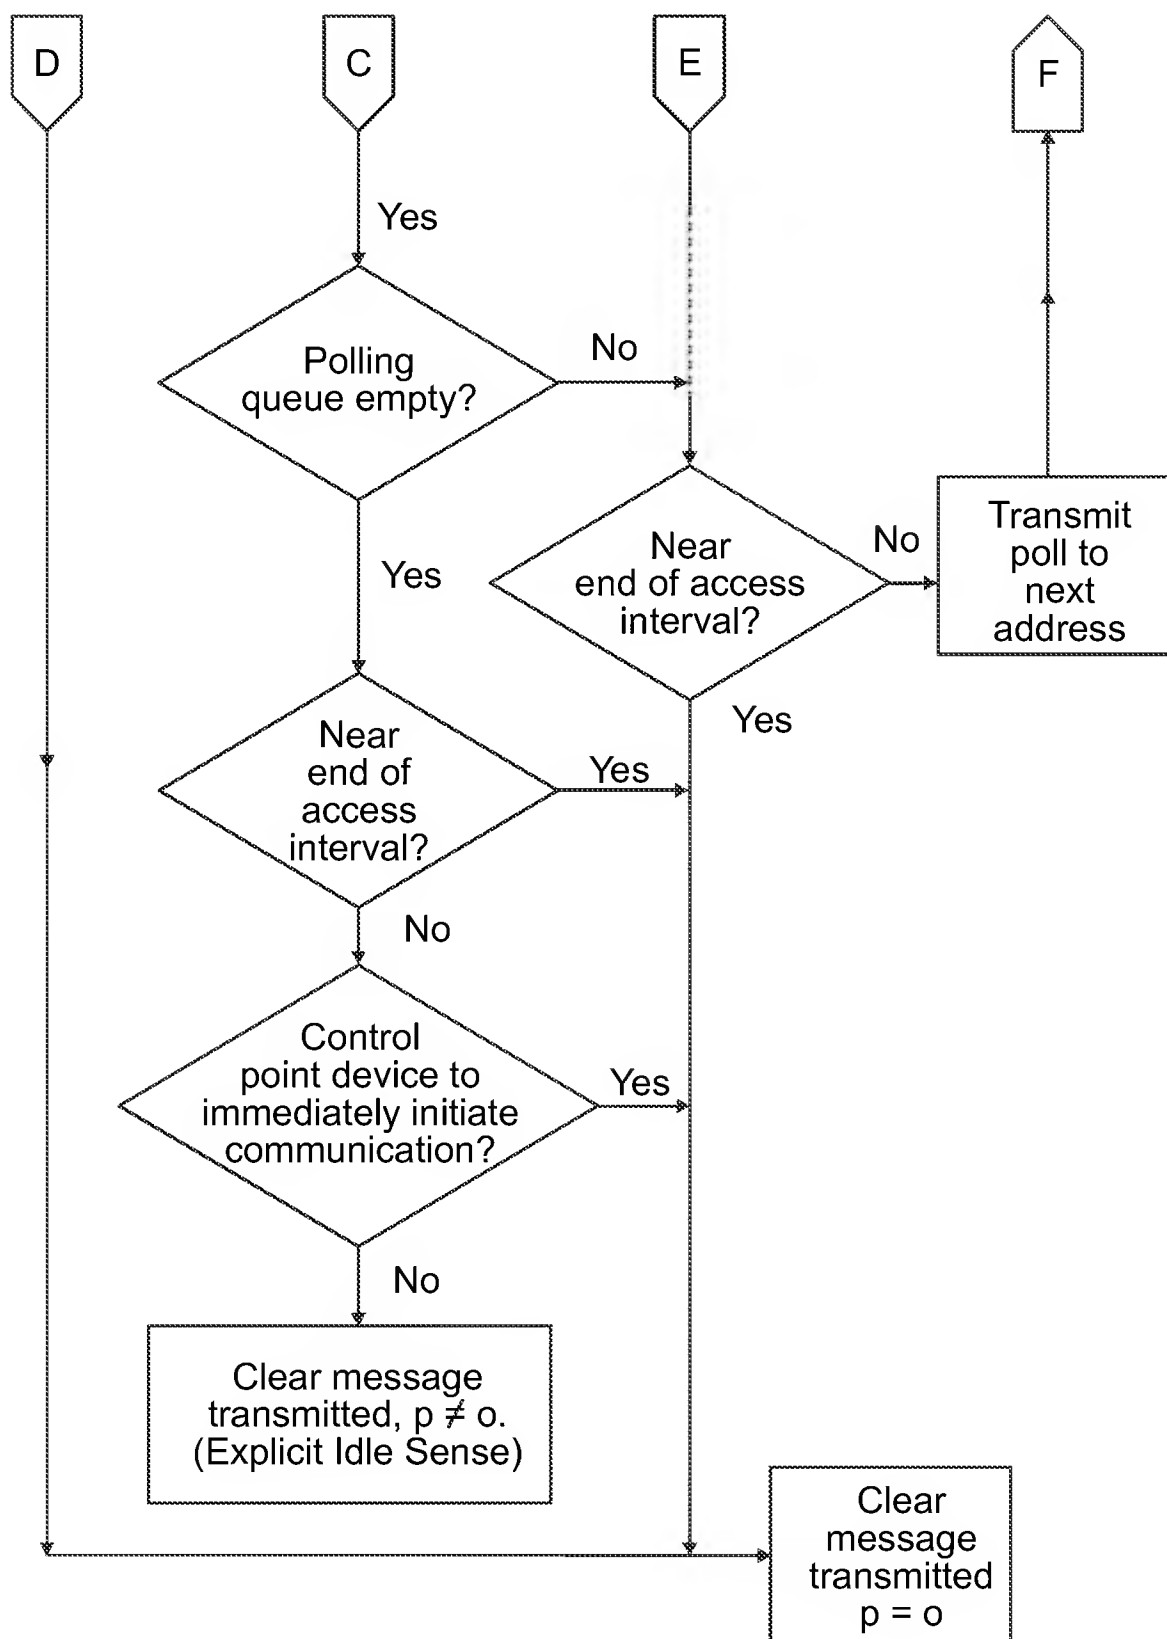 D
C
E
F
Yes
Polling
queue empty?
No
Yes
Near
end of access
interval?
No
Transmit
poll to
next
address
Yes
Near
end of
access
interval?
Yes
No
Control
point device to
immediately initiate
communication?
Yes
No
Clear message
transmitted, p ≠ o.
(Explicit Idle Sense)
Clear
message
transmitted
p = o